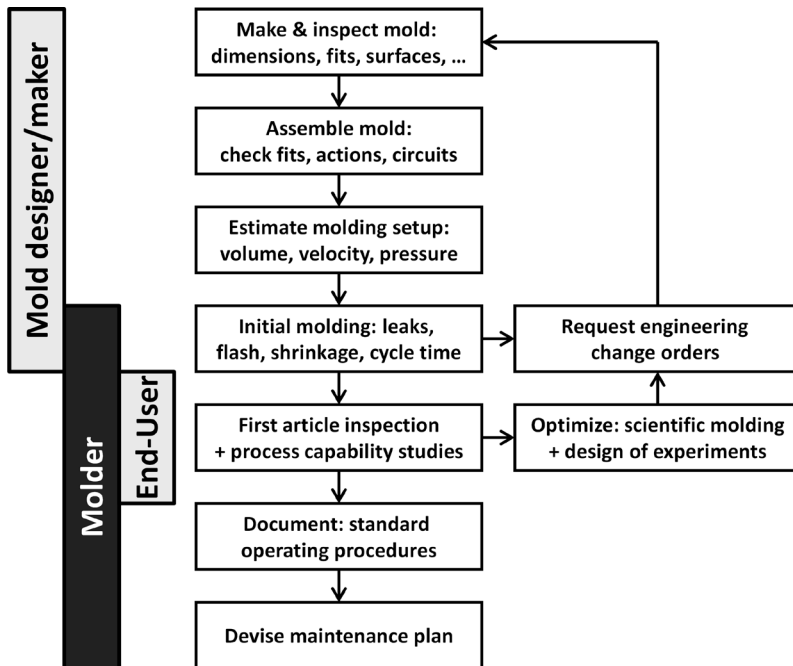 Mold designer/maker
Molder
End-User
Make & inspect mold:
dimensions, fits, surfaces, ...
Assemble mold:
check fits, actions, circuits
Estimate molding setup:
volume, velocity, pressure
Initial molding: leaks,
flash, shrinkage, cycle time
Request engineering
change orders
First article inspection
+ process capability studies
Optimize: scientific molding
+ design of experiments
Document: standard
operating procedures
Devise maintenance plan